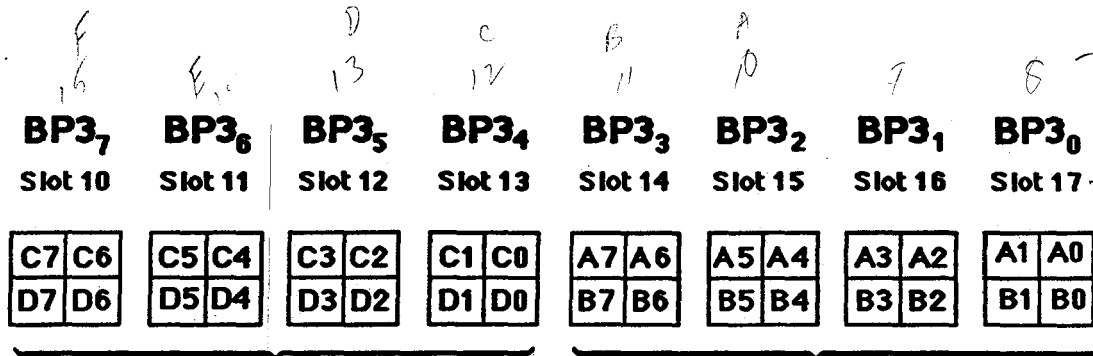 F D C B A
13 12 11 10 8
BP3₇ BP3₆ BP3₅ BP3₄ BP3₃ BP3₂ BP3₁ BP3₀
Slot 10 Slot 11 Slot 12 Slot 13 Slot 14 Slot 15 Slot 16 Slot 17
C7 C6 C5 C4 C3 C2 C1 C0 A7 A6 A5 A4 A3 A2 A1 A0
D7 D6 D5 D4 D3 D2 D1 D0 B7 B6 B5 B4 B3 B2 B1 B0